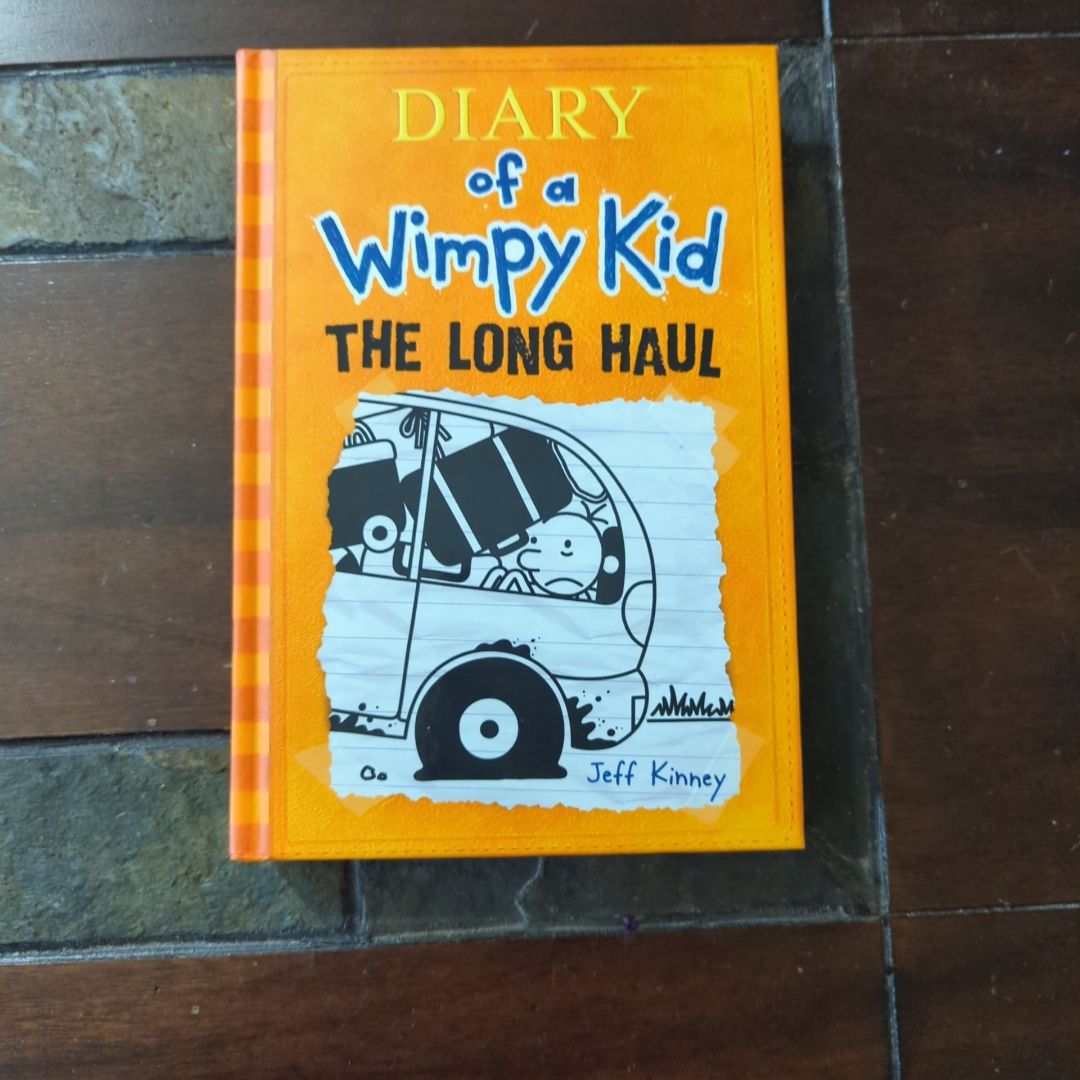 DIARY
of a
Wimpy Kid
THE LONG HAUL
Jeff Kinney